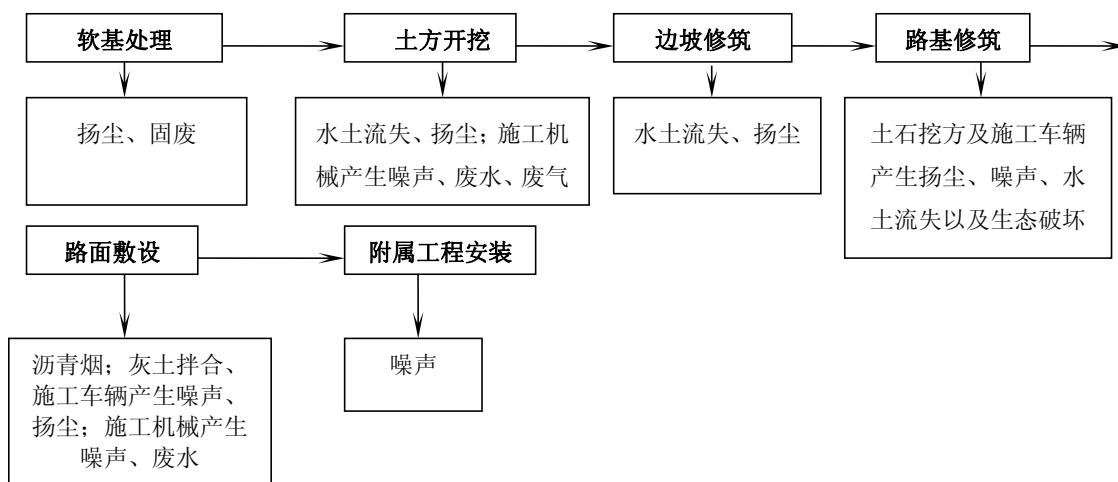 软基处理
土方开挖
边坡修筑
路基修筑
扬尘、固废
水土流失、扬尘；施工机
械产生噪声、废水、废气
水土流失、扬尘
土石挖方及施工车辆
产生扬尘、噪声、水
土流失以及生态破坏
路面敷设
附属工程安装
沥青烟；灰土拌合、
施工车辆产生噪声、
扬尘；施工机械产生
噪声、废水
噪声